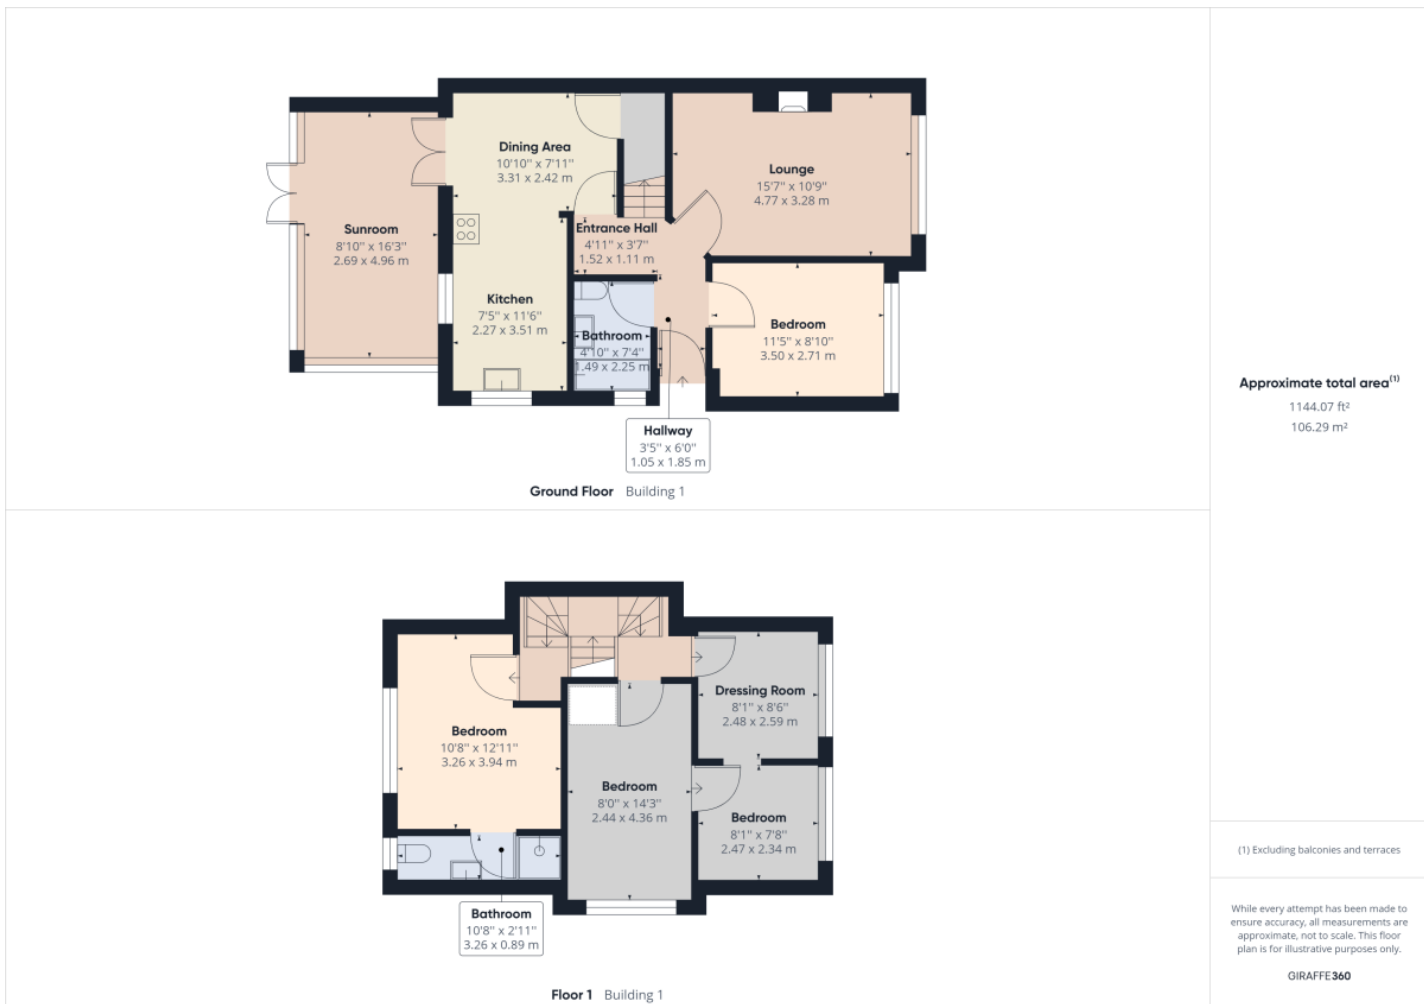 Dining Area
10'10" x 7'11"
3.31 x 2.42 m
Lounge
15'7" x 10'9"
4.77 x 3.28 m
Sunroom
8'10" x 16'3"
2.69 x 4.96 m
Entrance Hall
4'11" x 3'7"
1.52 x 1.11 m
Kitchen
7'5" x 11'6"
2.27 x 3.51 m
Bathroom
4'10" x 7'4"
1.49 x 2.25 m
Bedroom
11'5" x 8'10"
3.50 x 2.71 m
Hallway
3'5" x 6'0"
1.05 x 1.85 m
Ground Floor Building 1
Bedroom
10'8" x 12'11"
3.26 x 3.94 m
Dressing Room
8'1" x 8'6"
2.48 x 2.59 m
Bedroom
8'0" x 14'3"
2.44 x 4.36 m
Bedroom
8'1" x 7'8"
2.47 x 2.34 m
Bathroom
10'8" x 2'11"
3.26 x 0.89 m
Floor 1 Building 1
Approximate total area(1)
1144.07 ft²
106.29 m²
(1) Excluding balconies and terraces
While every attempt has been made to
ensure accuracy, all measurements are
approximate, not to scale. This floor
plan is for illustrative purposes only.
GIRAFFE360